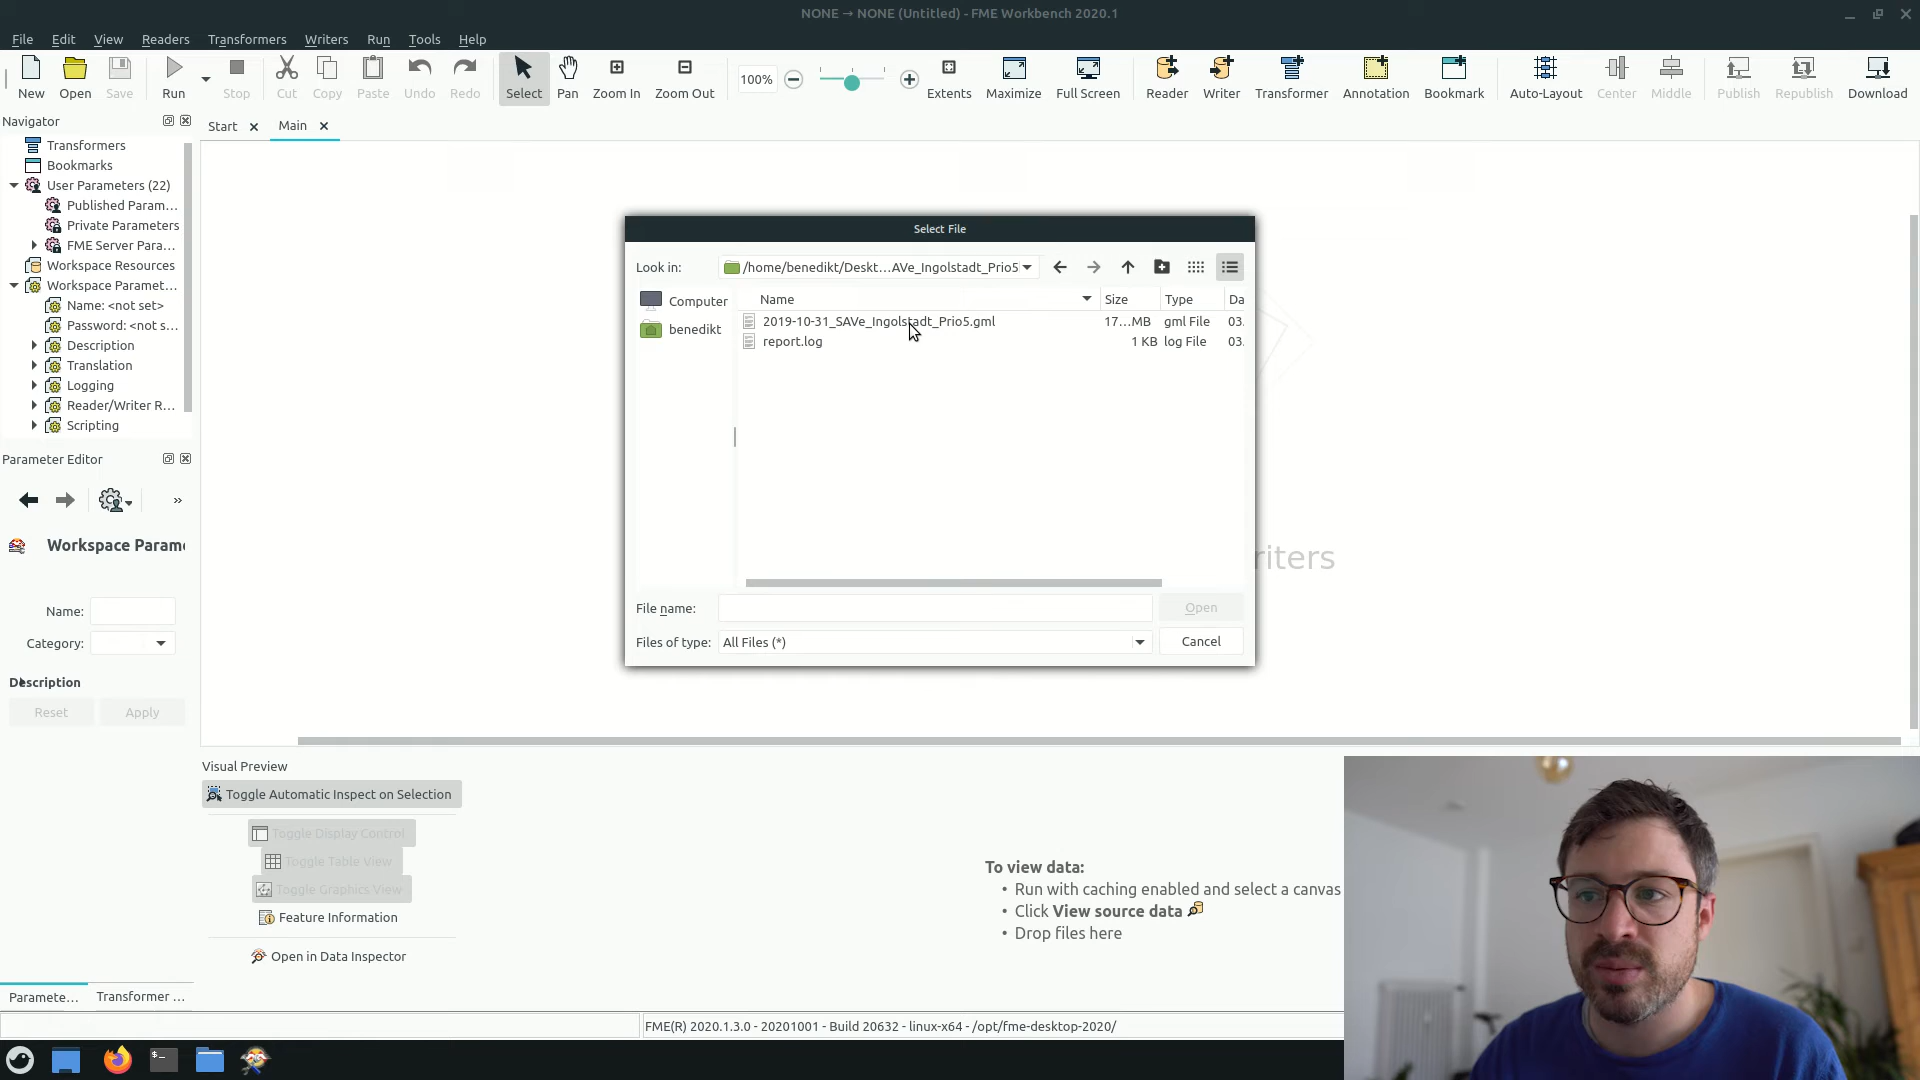 NONE → NONE (Untitled) - FME Workbench 2020.1
File Edit View Readers Transformers Writers Run Tools Help
New Open Save Run Stop Cut Copy Paste Undo Redo Select Pan Zoom In Zoom Out 100% Extents Maximize Full Screen Reader Writer Transformer Annotation Bookmark Auto-Layout Center Middle Publish Republish Download
Navigator
Start Main
Transformers
Bookmarks
User Parameters (22)
Published Param...
Private Parameters
FME Server Para...
Workspace Resources
Workspace Paramet...
Name: <not set>
Password: <not s...
Description
Translation
Logging
Reader/Writer R...
Scripting
Parameter Editor
»
Workspace Param
Name:
Category:
Description
Reset Apply
Paramete... Transformer ...
Select File
Look in: /home/benedikt/Deskt...AVe_Ingolstadt_Prio5
Computer
benedikt
Name Size Type Da
2019-10-31_SAVe_Ingolstadt_Prio5.gml 17...MB gml File 03.
report.log 1 KB log File 03.
File name: Open
Files of type: All Files (*) Cancel
riters
Visual Preview
Toggle Automatic Inspect on Selection
Toggle Display Control
Toggle Table View
Toggle Graphics View
Feature Information
Open in Data Inspector
To view data:
• Run with caching enabled and select a canvas
• Click View source data
• Drop files here
FME(R) 2020.1.3.0 - 20201001 - Build 20632 - linux-x64 - /opt/fme-desktop-2020/